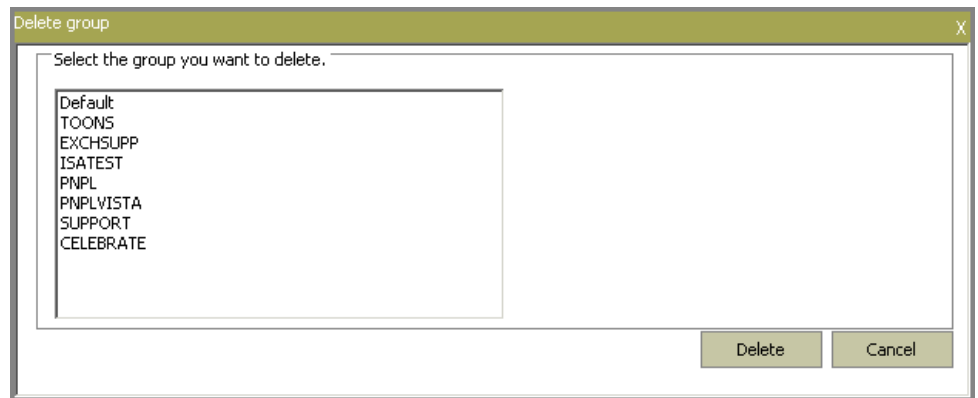 Delete group
X
Select the group you want to delete.
Default
TOONS
EXCHSUPP
ISATEST
PNPL
PNPLVISTA
SUPPORT
CELEBRATE
Delete
Cancel